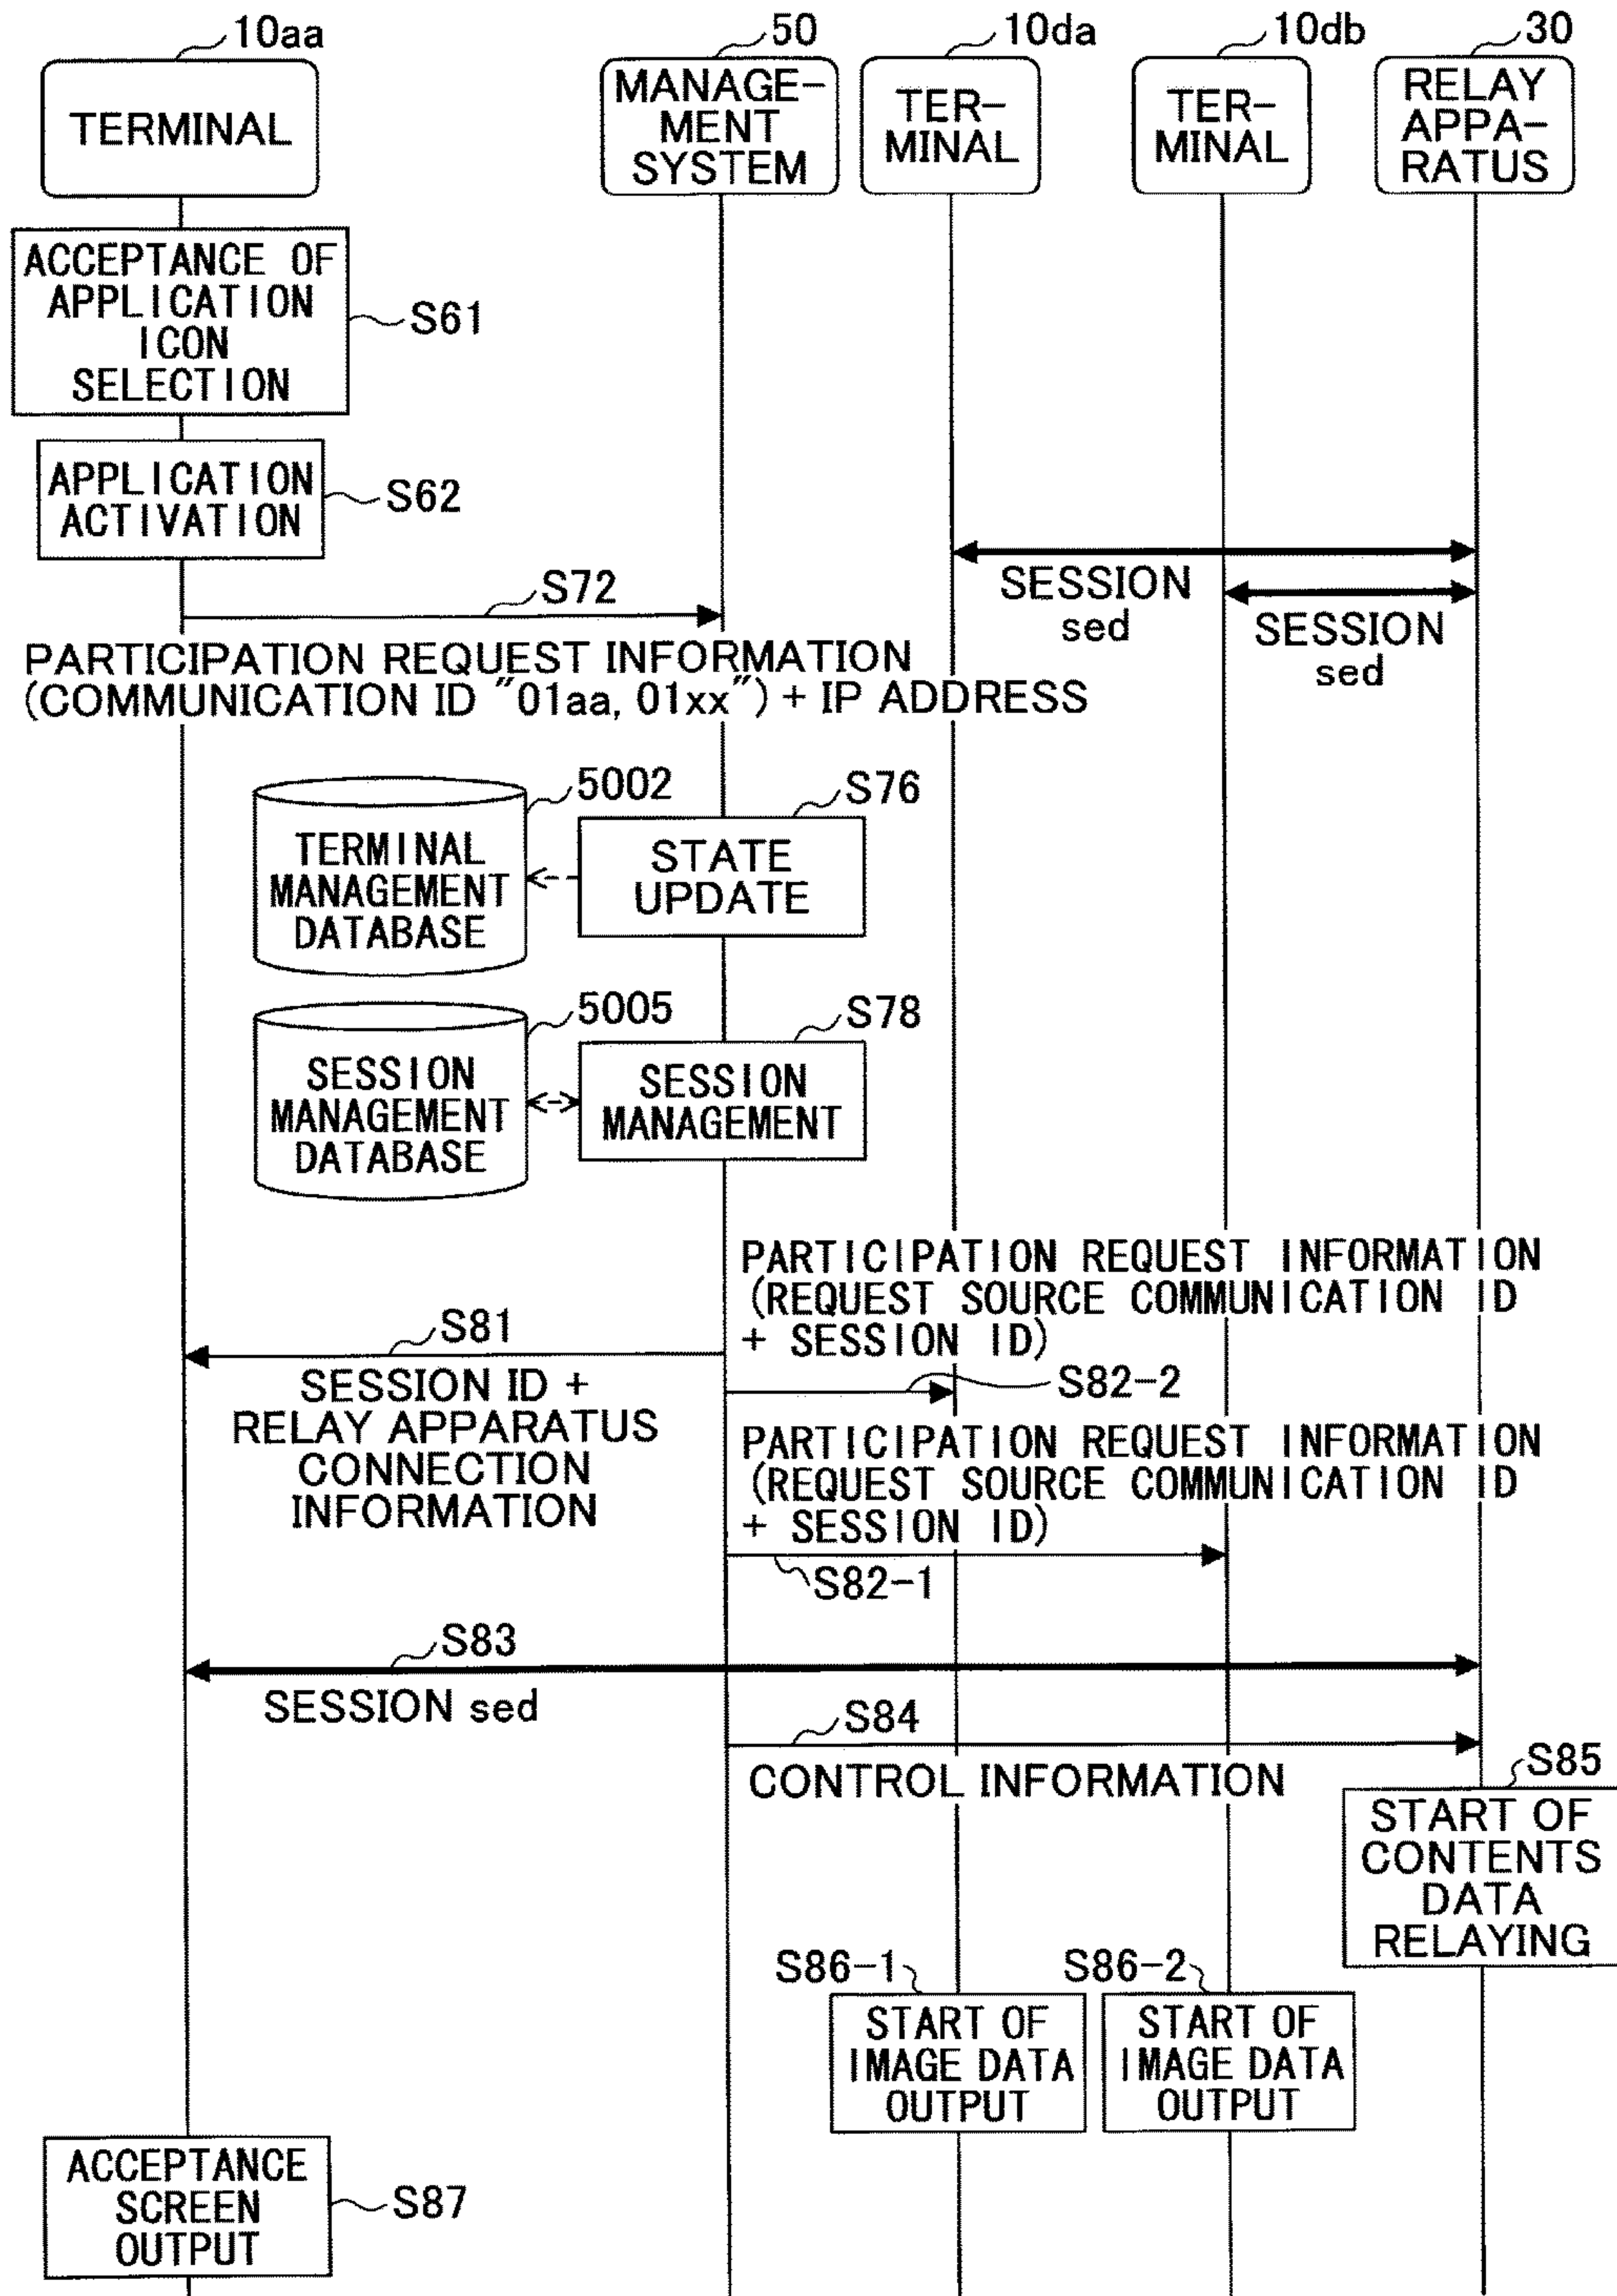 10aa
50
10da
10db
30
TERMINAL
MANAGE-
MENT
SYSTEM
TER-
MINAL
TER-
MINAL
RELAY
APPA-
RATUS
ACCEPTANCE OF
APPLICATION
ICON
SELECTION
S61
APPLICATION
ACTIVATION
S62
SESSION
sed
SESSION
sed
S72
PARTICIPATION REQUEST INFORMATION
(COMMUNICATION ID "01aa, 01xx") + IP ADDRESS
5002
TERMINAL
MANAGEMENT
DATABASE
S76
STATE
UPDATE
5005
SESSION
MANAGEMENT
DATABASE
S78
SESSION
MANAGEMENT
PARTICIPATION REQUEST INFORMATION
(REQUEST SOURCE COMMUNICATION ID
+ SESSION ID)
S81
SESSION ID +
RELAY APPARATUS
CONNECTION
INFORMATION
S82-2
PARTICIPATION REQUEST INFORMATION
(REQUEST SOURCE COMMUNICATION ID
+ SESSION ID)
S82-1
S83
SESSION sed
S84
CONTROL INFORMATION
S85
START OF
CONTENTS
DATA
RELAYING
S86-1
START OF
IMAGE DATA
OUTPUT
S86-2
START OF
IMAGE DATA
OUTPUT
ACCEPTANCE
SCREEN
OUTPUT
S87